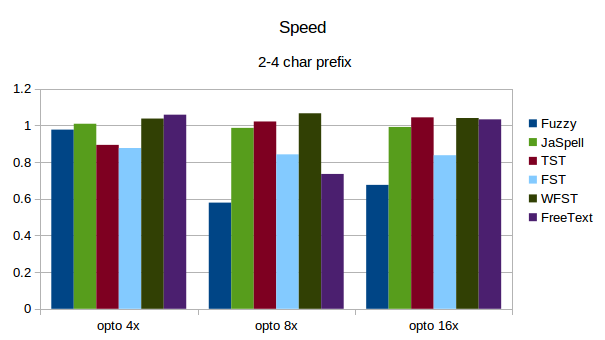 Speed
2-4 char prefix
1.2
1
0.8
0.6
0.4
0.2
0
opto 4x
opto 8x
opto 16x
Fuzzy
JaSpell
TST
FST
WFST
FreeText